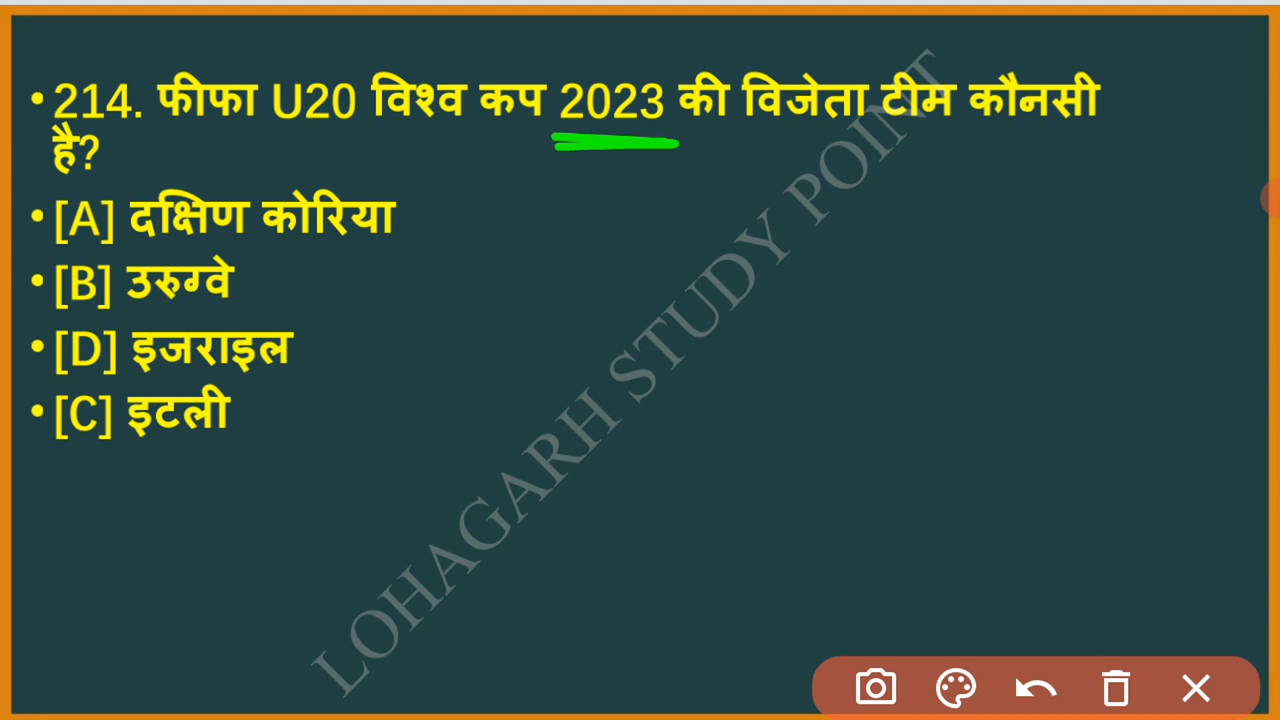 • 214. फीफा U20 विश्व कप 2023 की विजेता टीम कौनसी
है?
• [A] दक्षिण कोरिया
• [B] उरुग्वे
• [D] इजराइल
• [C] इटली
LOHAGARH STUDY POINT